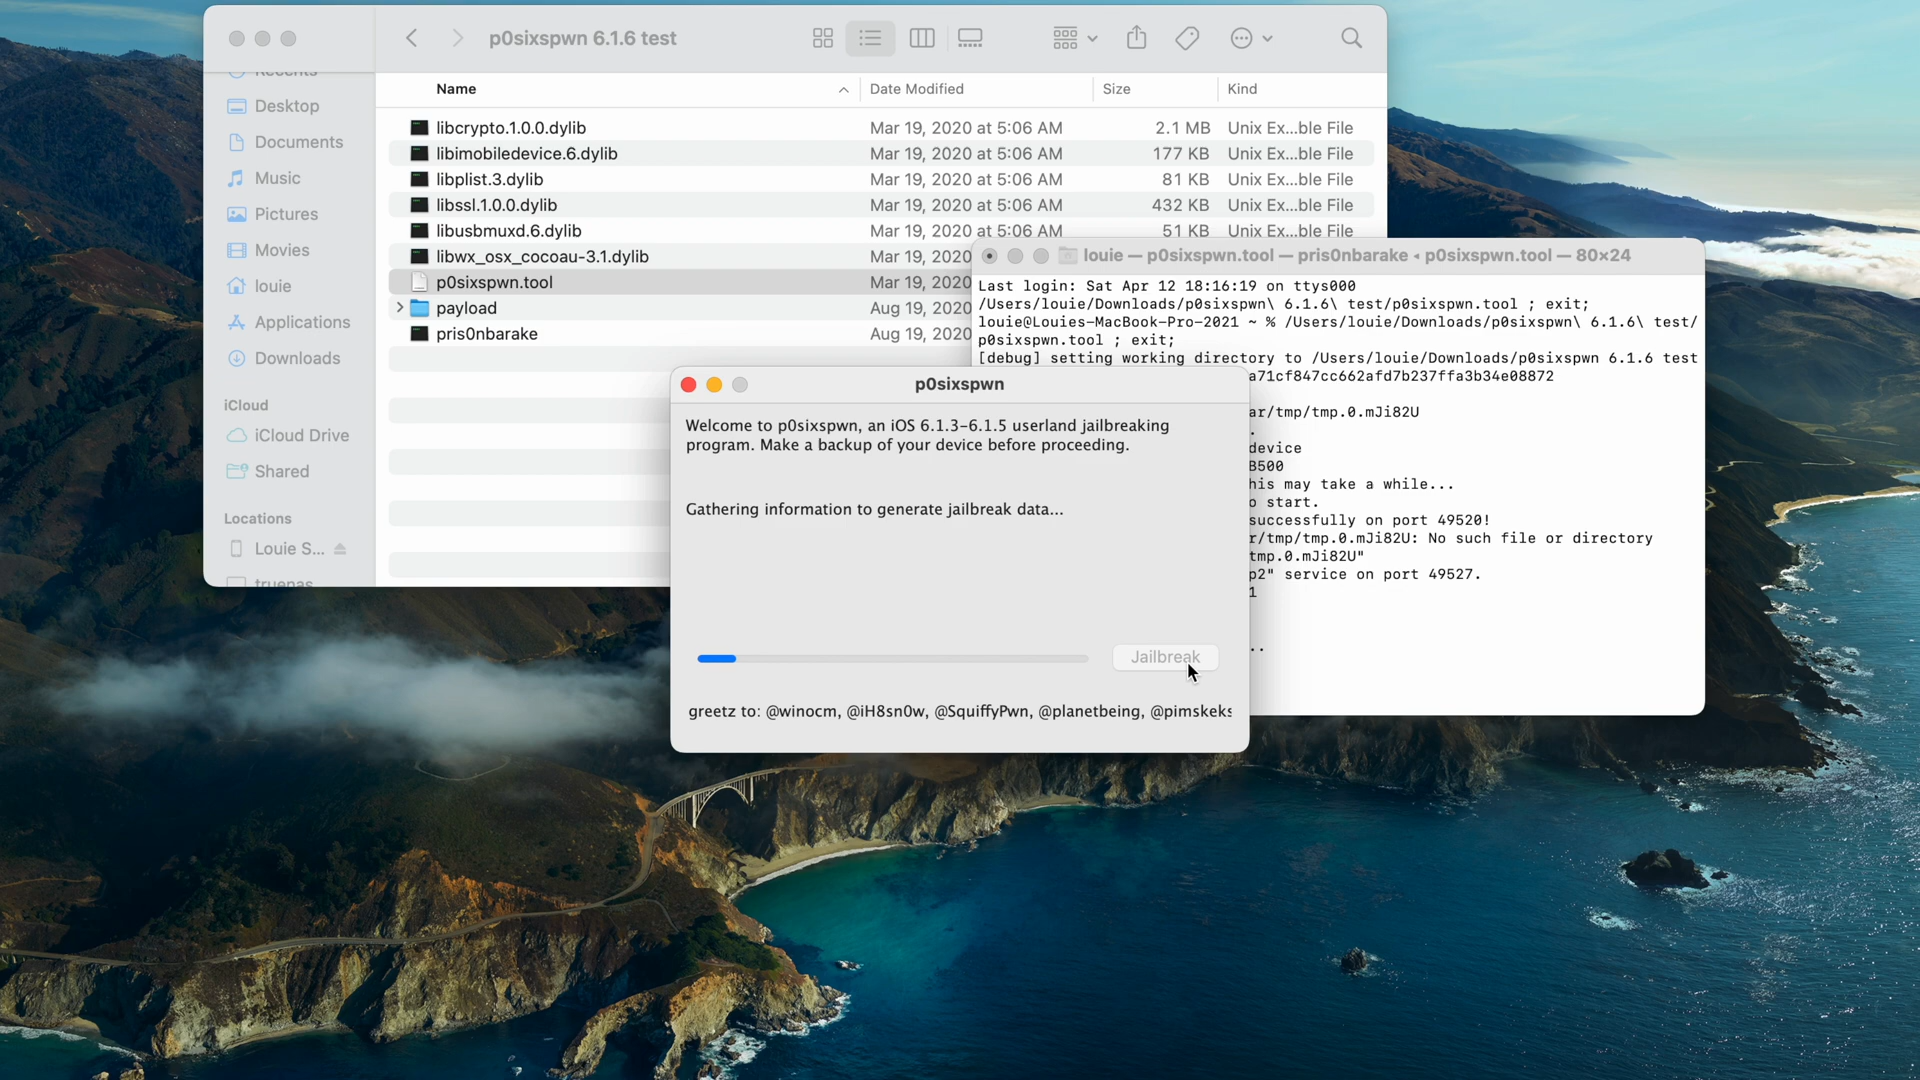 p0sixspwn 6.1.6 test
Name
Date Modified
Size
Kind
Recents
Desktop
Documents
Music
Pictures
Movies
louie
Applications
Downloads
iCloud
iCloud Drive
Shared
Locations
Louie S...
truenas
libcrypto.1.0.0.dylib Mar 19, 2020 at 5:06 AM 2.1 MB Unix Ex...ble File
libimobiledevice.6.dylib Mar 19, 2020 at 5:06 AM 177 KB Unix Ex...ble File
libplist.3.dylib Mar 19, 2020 at 5:06 AM 81 KB Unix Ex...ble File
libssl.1.0.0.dylib Mar 19, 2020 at 5:06 AM 432 KB Unix Ex...ble File
libusbmuxd.6.dylib Mar 19, 2020 at 5:06 AM 51 KB Unix Ex...ble File
libwx_osx_cocoau-3.1.dylib Mar 19, 2020
p0sixspwn.tool Mar 19, 2020
payload Aug 19, 2020
pris0nbarake Aug 19, 2020
louie — p0sixspwn.tool — pris0nbarake ◂ p0sixspwn.tool — 80×24
Last login: Sat Apr 12 18:16:19 on ttys000
/Users/louie/Downloads/p0sixspwn\ 6.1.6\ test/p0sixspwn.tool ; exit;
louie@Louies-MacBook-Pro-2021 ~ % /Users/louie/Downloads/p0sixspwn\ 6.1.6\ test/
p0sixspwn.tool ; exit;
[debug] setting working directory to /Users/louie/Downloads/p0sixspwn 6.1.6 test
a71cf847cc662afd7b237ffa3b34e08872
ar/tmp/tmp.0.mJi82U
.
device
B500
his may take a while...
o start.
successfully on port 49520!
r/tmp/tmp.0.mJi82U: No such file or directory
tmp.0.mJi82U"
p2" service on port 49527.
1
..
p0sixspwn
Welcome to p0sixspwn, an iOS 6.1.3-6.1.5 userland jailbreaking
program. Make a backup of your device before proceeding.
Gathering information to generate jailbreak data...
Jailbreak
greetz to: @winocm, @iH8sn0w, @SquiffyPwn, @planetbeing, @pimskeks